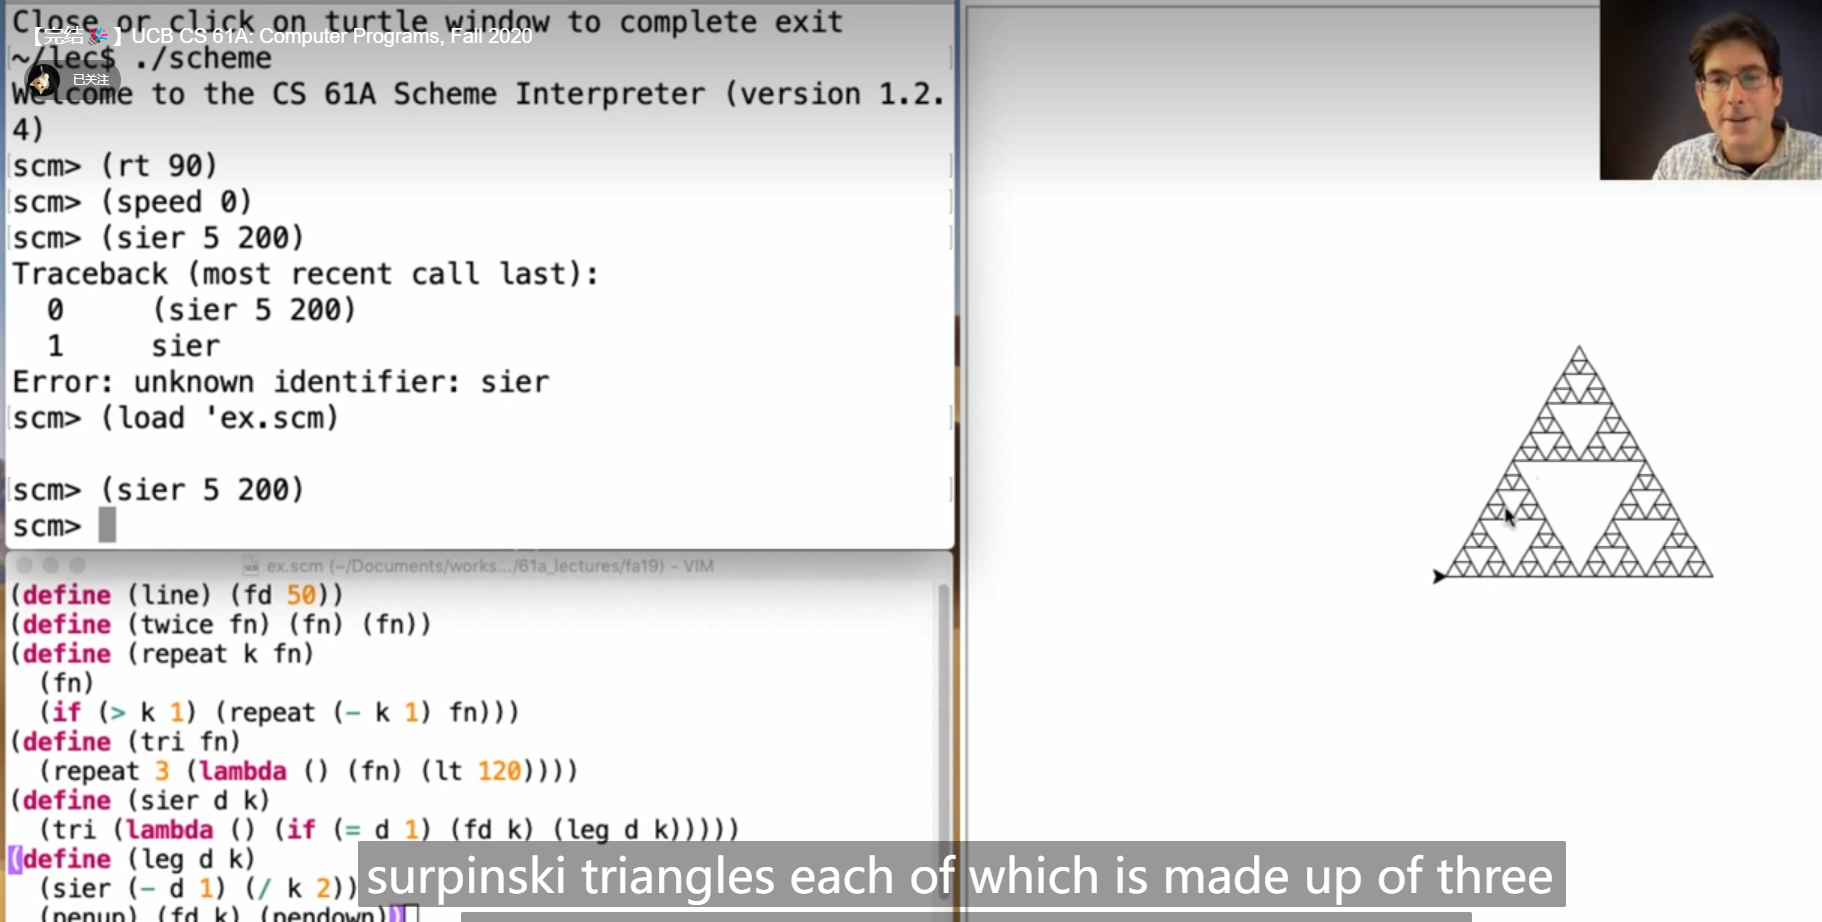 Close or click on turtle window to complete exit
【完结🎉】UCB CS 61A: Computer Programs, Fall 2020
~/lec$ ./scheme
已关注
Welcome to the CS 61A Scheme Interpreter (version 1.2.
4)
scm> (rt 90)
scm> (speed 0)
scm> (sier 5 200)
Traceback (most recent call last):
0 (sier 5 200)
1 sier
Error: unknown identifier: sier
scm> (load 'ex.scm)
scm> (sier 5 200)
scm>
ex.scm (~/Documents/works.../61a_lectures/fa19) - VIM
(define (line) (fd 50))
(define (twice fn) (fn) (fn))
(define (repeat k fn)
(fn)
(if (> k 1) (repeat (- k 1) fn)))
(define (tri fn)
(repeat 3 (lambda () (fn) (lt 120))))
(define (sier d k)
(tri (lambda () (if (= d 1) (fd k) (leg d k)))))
(define (leg d k)
(sier (- d 1) (/ k 2))
(penup) (fd k) (pendown))
surpinski triangles each of which is made up of three